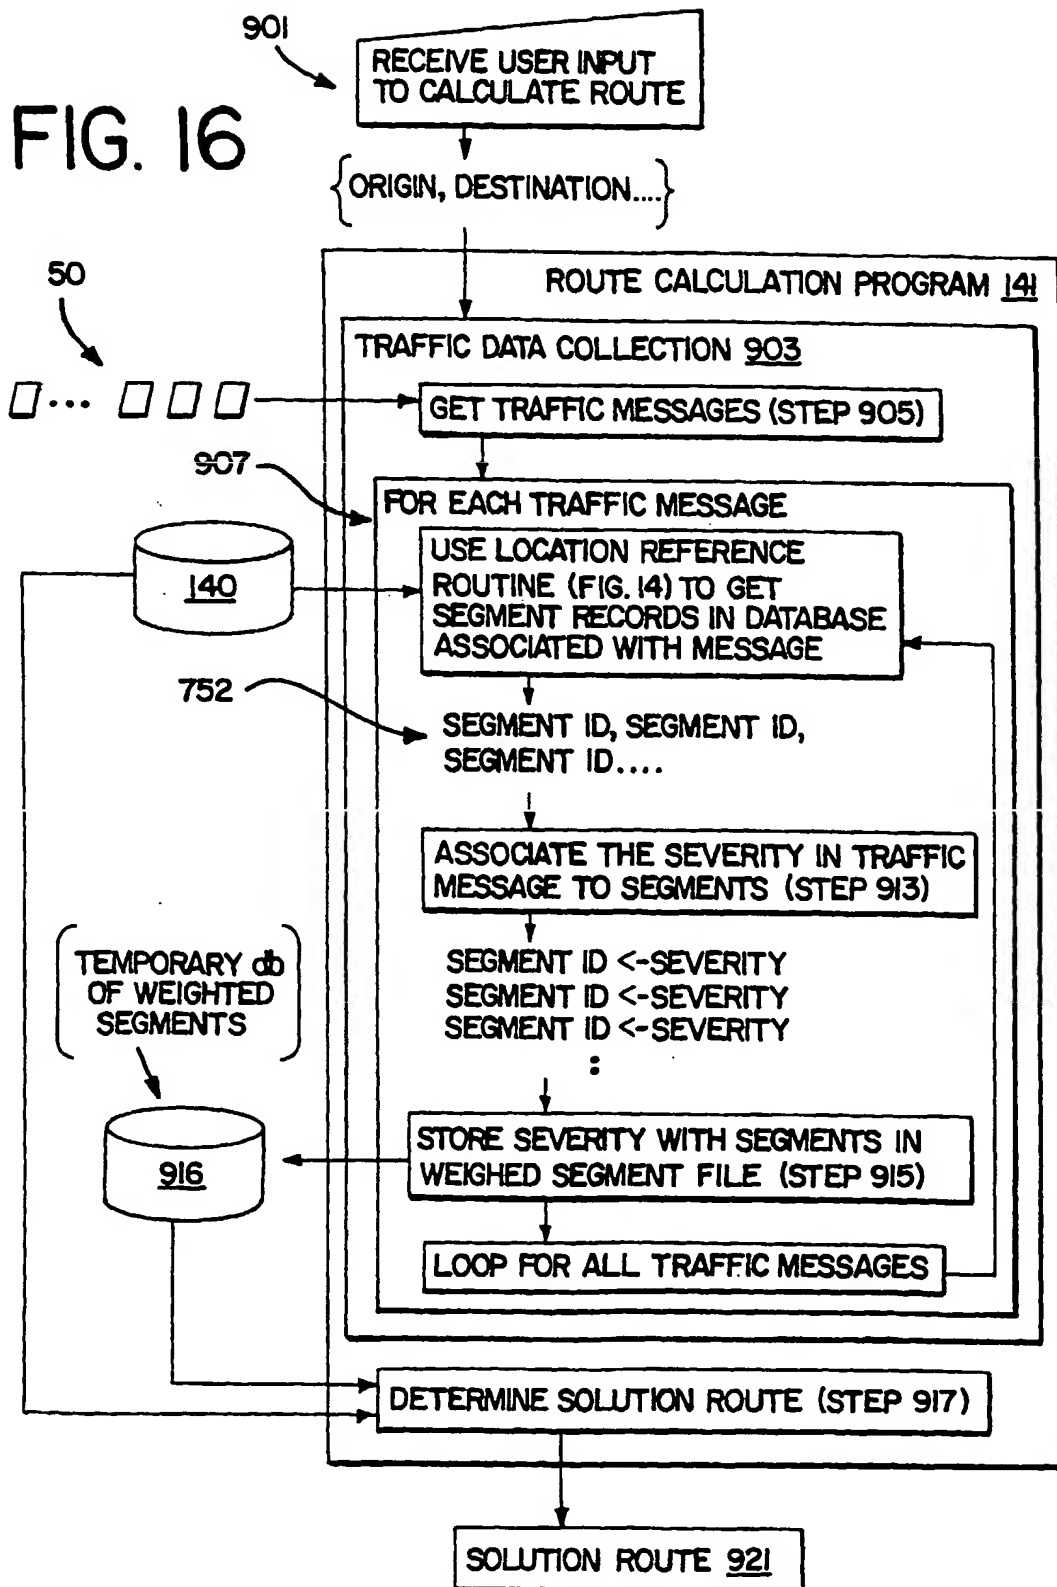 901
RECEIVE USER INPUT
TO CALCULATE ROUTE
FIG. 16
{ORIGIN, DESTINATION....}
50
ROUTE CALCULATION PROGRAM 141
TRAFFIC DATA COLLECTION 903
...
GET TRAFFIC MESSAGES (STEP 905)
907
FOR EACH TRAFFIC MESSAGE
140
USE LOCATION REFERENCE
ROUTINE (FIG. 14) TO GET
SEGMENT RECORDS IN DATABASE
ASSOCIATED WITH MESSAGE
752
SEGMENT ID, SEGMENT ID,
SEGMENT ID....
ASSOCIATE THE SEVERITY IN TRAFFIC
MESSAGE TO SEGMENTS (STEP 913)
TEMPORARY db
OF WEIGHTED
SEGMENTS
SEGMENT ID <-SEVERITY
SEGMENT ID <-SEVERITY
SEGMENT ID <-SEVERITY
:
916
STORE SEVERITY WITH SEGMENTS IN
WEIGHED SEGMENT FILE (STEP 915)
LOOP FOR ALL TRAFFIC MESSAGES
DETERMINE SOLUTION ROUTE (STEP 917)
SOLUTION ROUTE 921